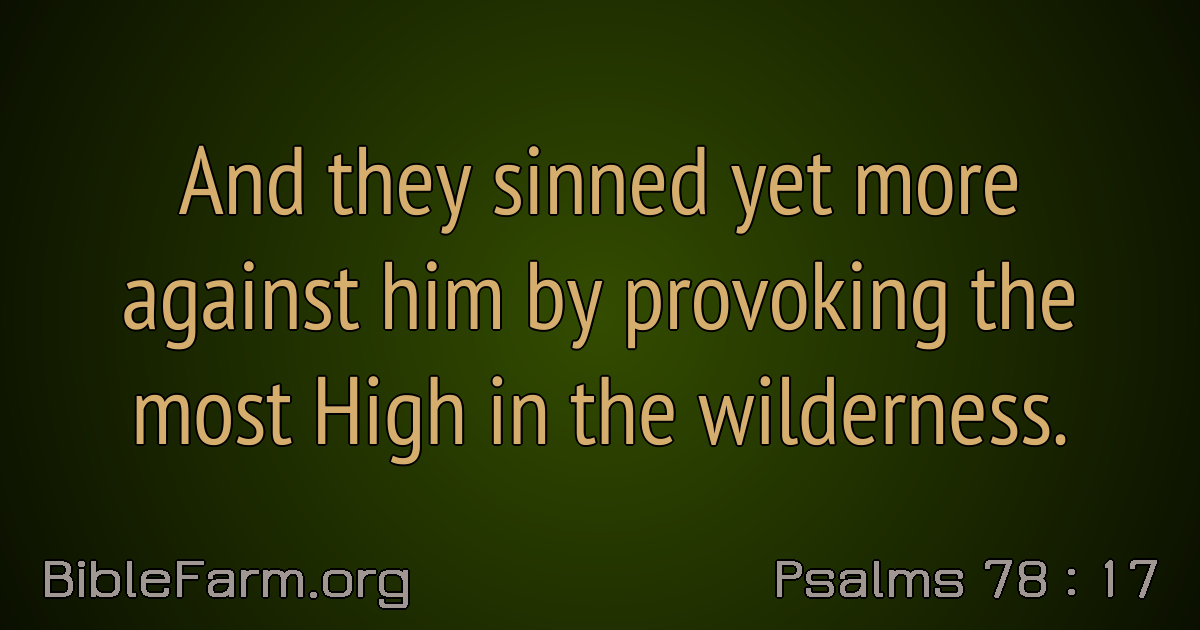 And they sinned yet more
against him by provoking the
most High in the wilderness.
BibleFarm.org
Psalms 78 : 17